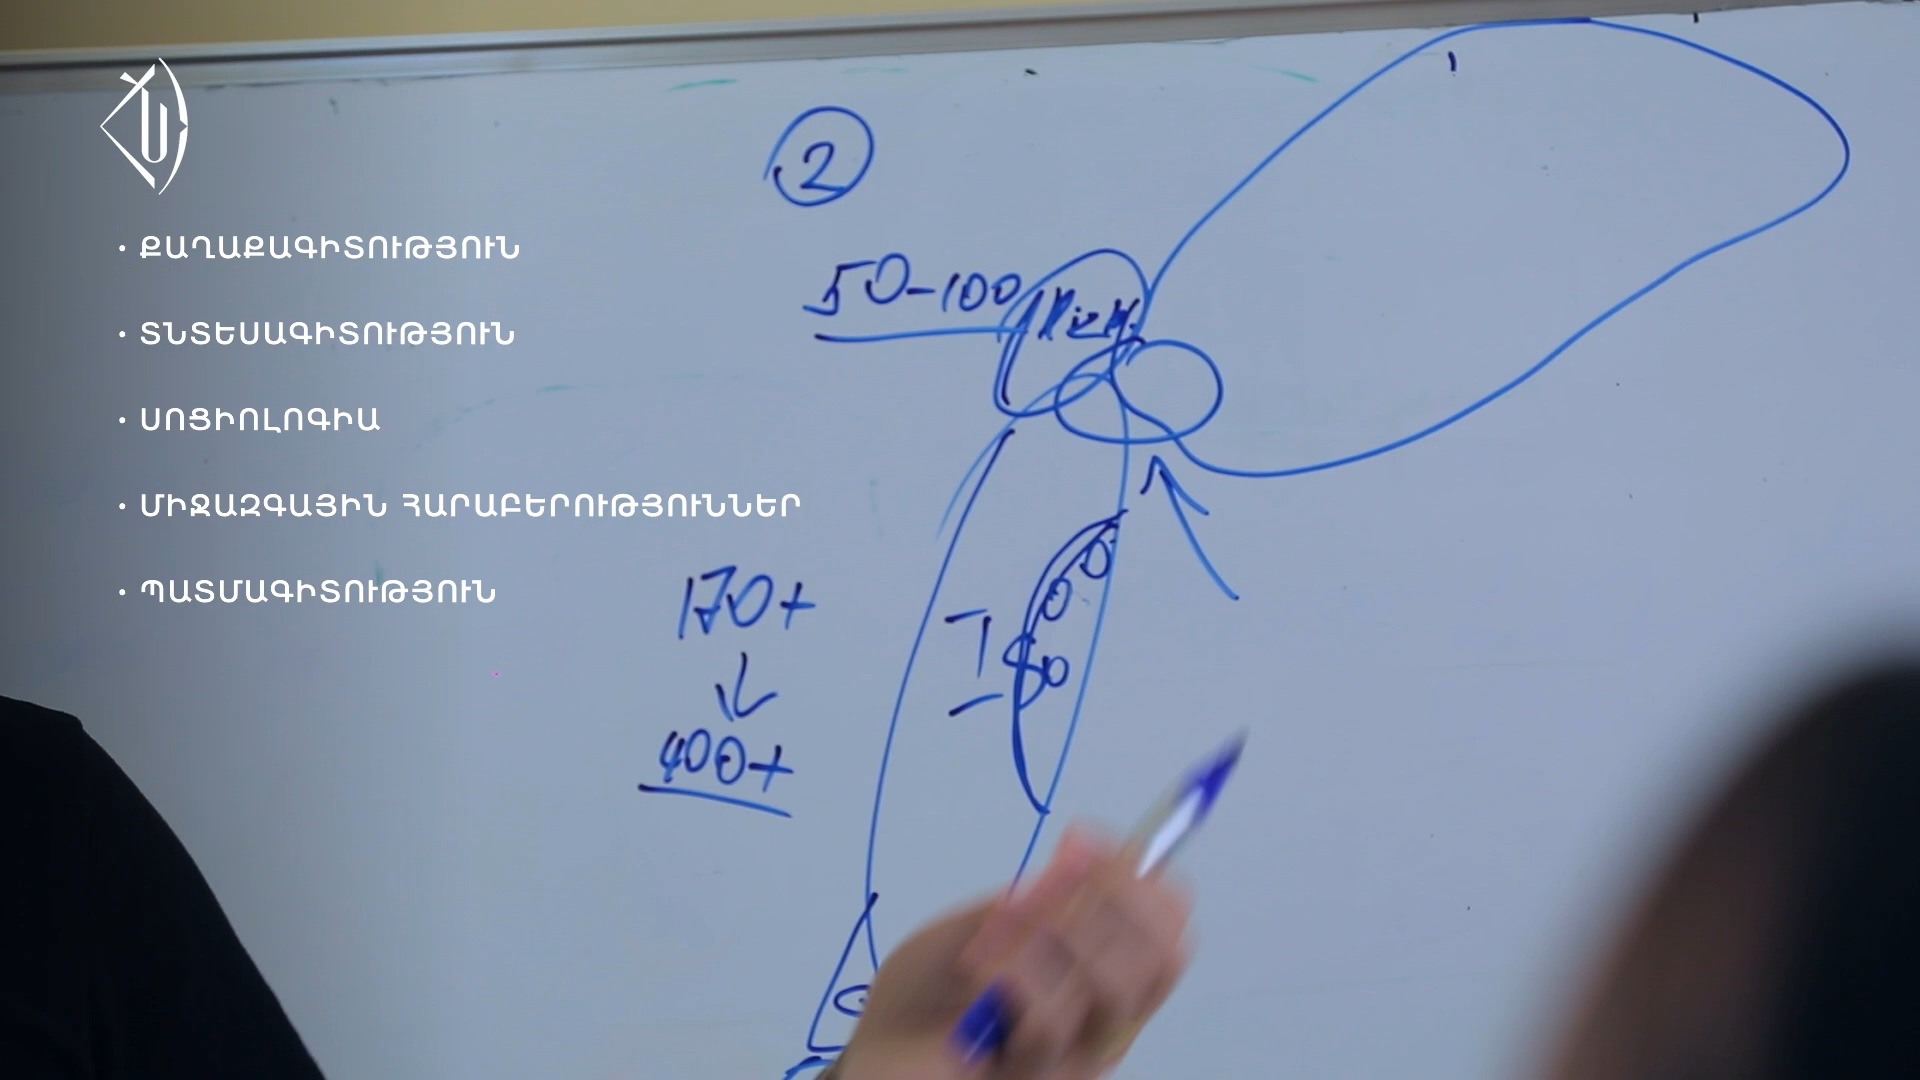 • ՔԱՂԱՔԱԳԻՏՈՒԹՅՈՒՆ
• ՏՆՏԵՍԱԳԻՏՈՒԹՅՈՒՆ
• ՍՈՑԻՈԼՈԳԻԱ
• ՄԻՋԱԶԳԱՅԻՆ ՀԱՐԱԲԵՐՈՒԹՅՈՒՆՆԵՐ
• ՊԱՏՄԱԳԻՏՈՒԹՅՈՒՆ
2
50-100
170+
400+